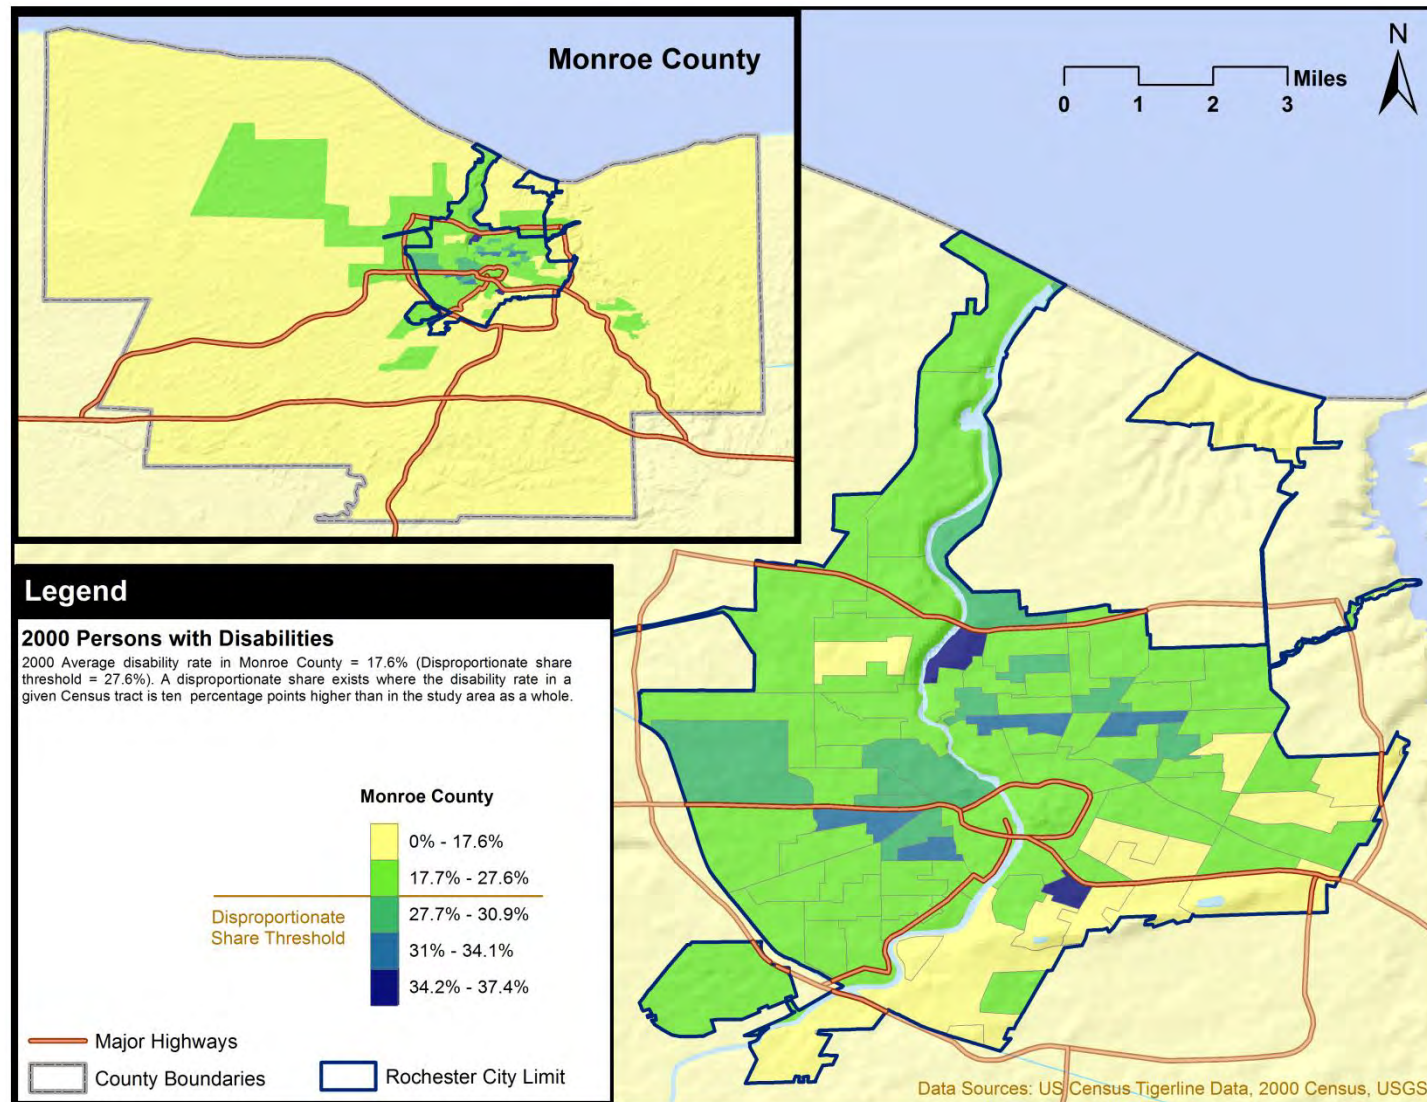 Monroe County
N
Miles
0 1 2 3
Legend
2000 Persons with Disabilities
2000 Average disability rate in Monroe County = 17.6% (Disproportionate share
threshold = 27.6%). A disproportionate share exists where the disability rate in a
given Census tract is ten percentage points higher than in the study area as a whole.
Monroe County
0% - 17.6%
17.7% - 27.6%
Disproportionate
Share Threshold
27.7% - 30.9%
31% - 34.1%
34.2% - 37.4%
Major Highways
County Boundaries
Rochester City Limit
Data Sources: US Census Tigerline Data, 2000 Census, USGS